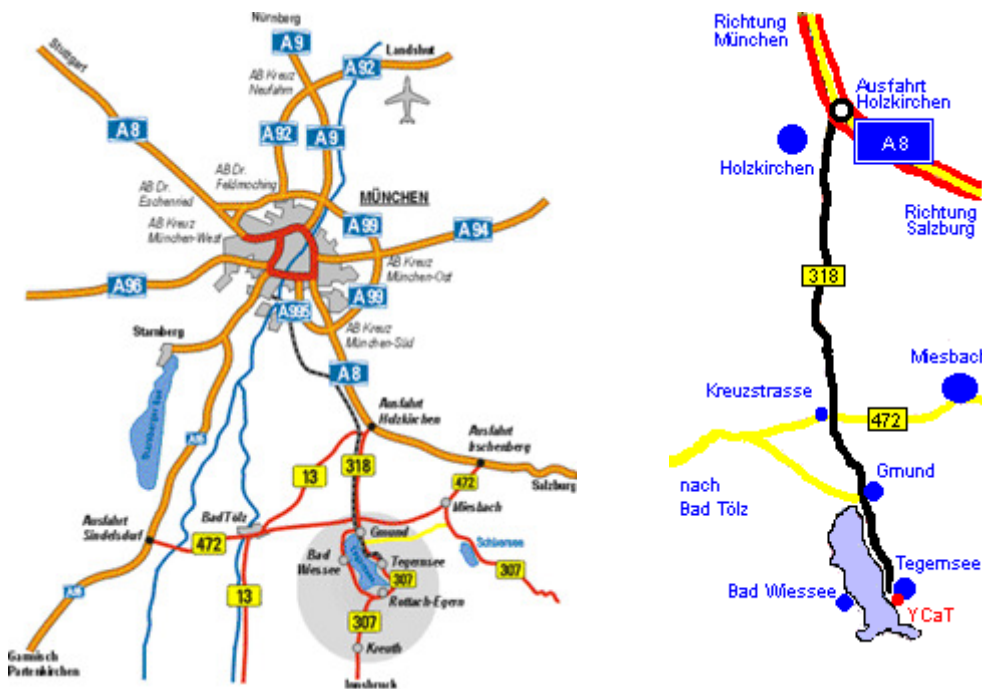 Nürnberg
A9
Stuttgart
Landshut
A92
AB Kreuz
Neufahrn
A8
A92
A9
AB Dr.
Feldmoching
AB Dr.
Eschenried
MÜNCHEN
AB Kreuz
München-West
A99
A94
A96
AB Kreuz
München-Ost
A99
A995
AB Kreuz
München-Süd
Starnberg
A8
Ausfahrt
Holzkirchen
Ausfahrt
Irschenberg
318
13
472
Salzburg
Miesbach
Bad Tölz
Ausfahrt
Sindelsdorf
472
Gmund
Bad
Wiessee
Tegernsee
Schliersee
307
307
13
Rottach-Egern
307
Kreuth
Garmisch
Partenkirchen
Innsbruck
Richtung
München
Ausfahrt
Holzkirchen
A8
Holzkirchen
Richtung
Salzburg
318
Miesbach
Kreuzstrasse
472
Gmund
nach
Bad Tölz
Tegernsee
Bad Wiessee
YCaT